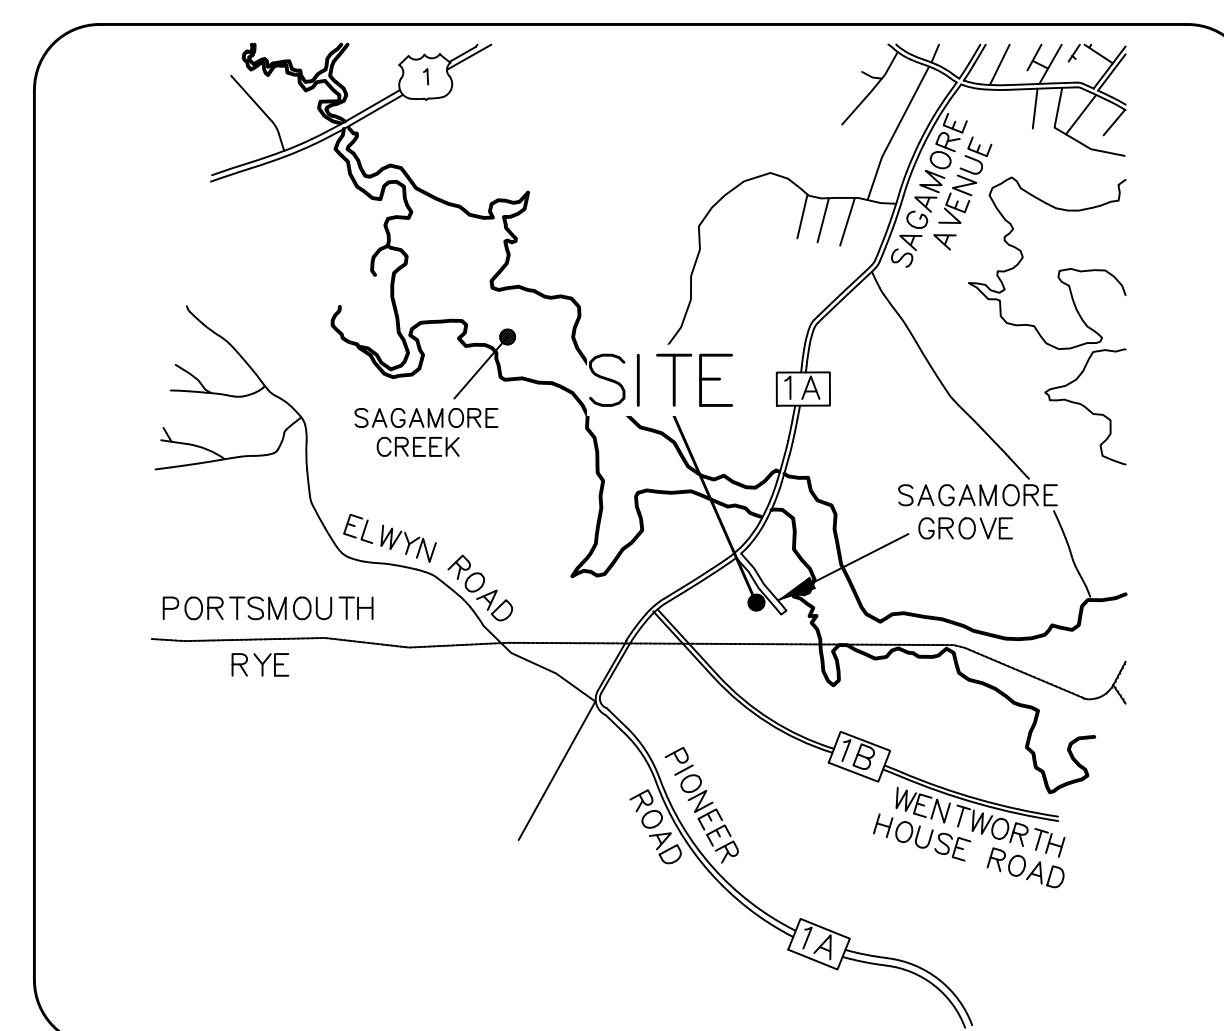 1
SAGAMORE
AVENUE
SITE
1A
SAGAMORE
CREEK
SAGAMORE
GROVE
ELWYN ROAD
PORTSMOUTH
RYE
1B
PIONEER
ROAD
WENTWORTH
HOUSE ROAD
1A